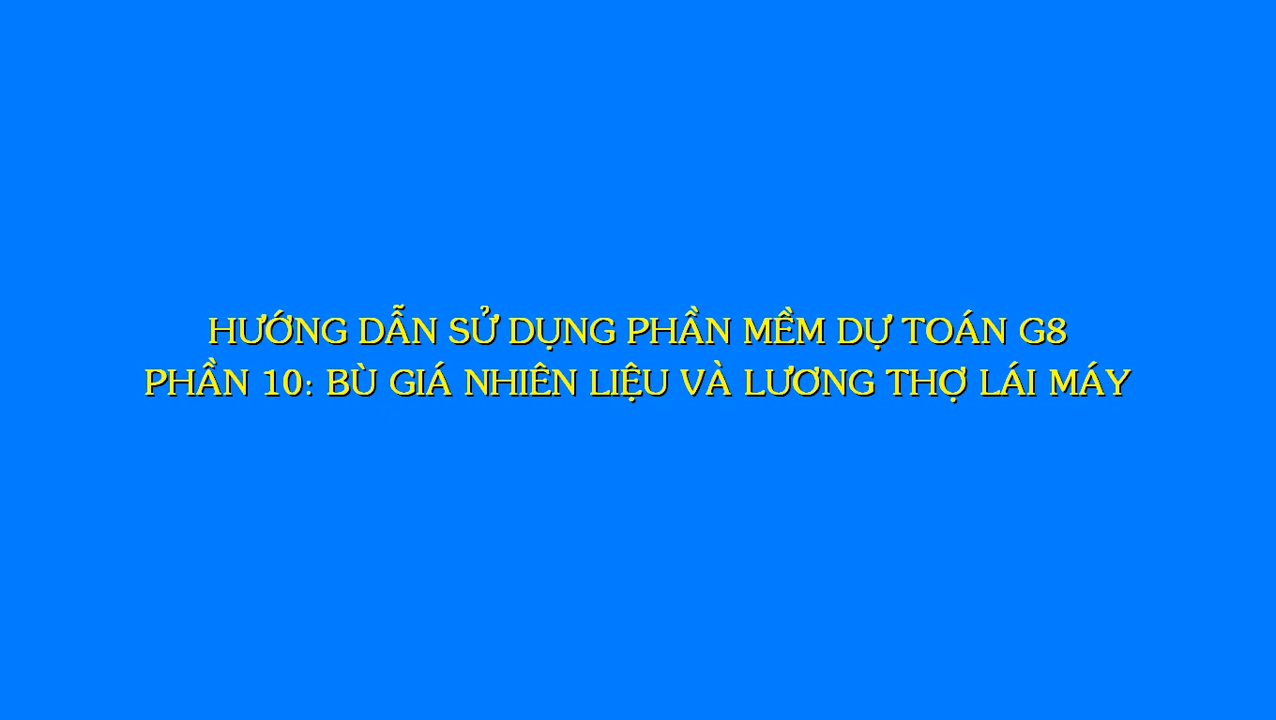 HƯỚNG DẪN SỬ DỤNG PHẦN MỀM DỰ TOÁN G8
PHẦN 10: BÙ GIÁ NHIÊN LIỆU VÀ LƯƠNG THỢ LÁI MÁY